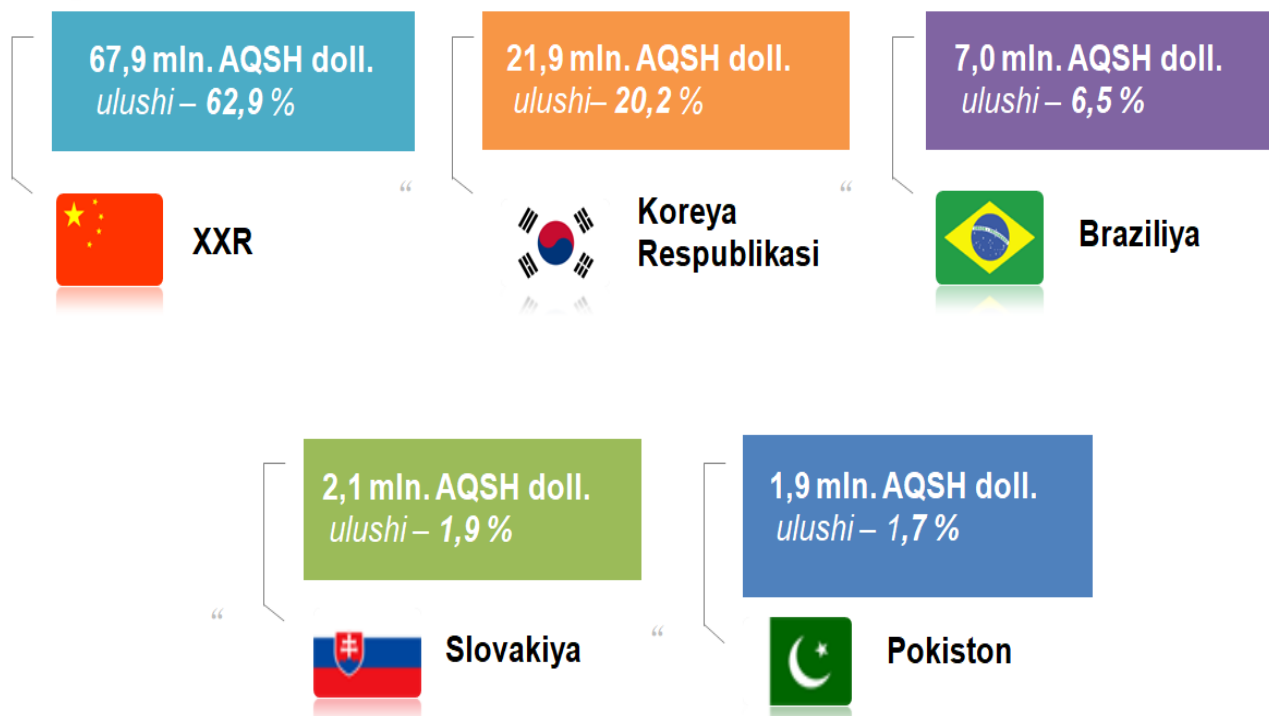 67,9 mln. AQSH doll.
ulushi – 62,9 %
XXR
21,9 mln. AQSH doll.
ulushi– 20,2 %
Koreya
Respublikasi
7,0 mln. AQSH doll.
ulushi – 6,5 %
Braziliya
“
“
2,1 mln. AQSH doll.
ulushi – 1,9 %
Slovakiya
1,9 mln. AQSH doll.
ulushi – 1,7 %
Pokiston
“
“